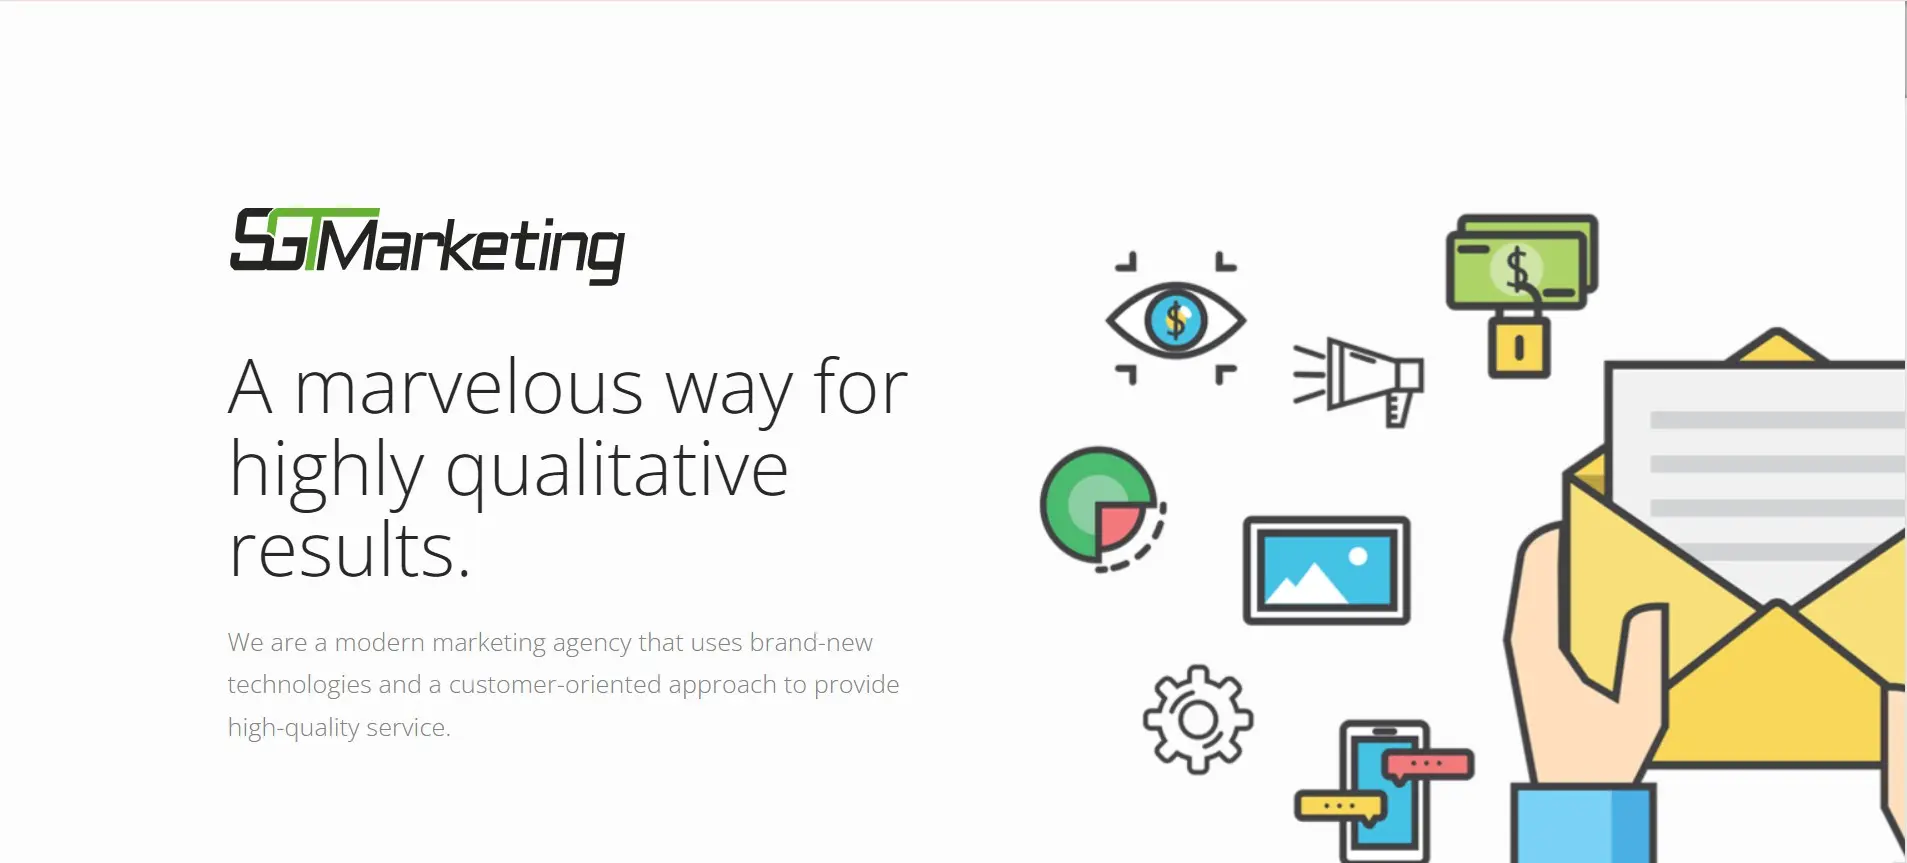 SGTMarketing
A marvelous way for
highly qualitative
results.
We are a modern marketing agency that uses brand-new
technologies and a customer-oriented approach to provide
high-quality service.
$
$